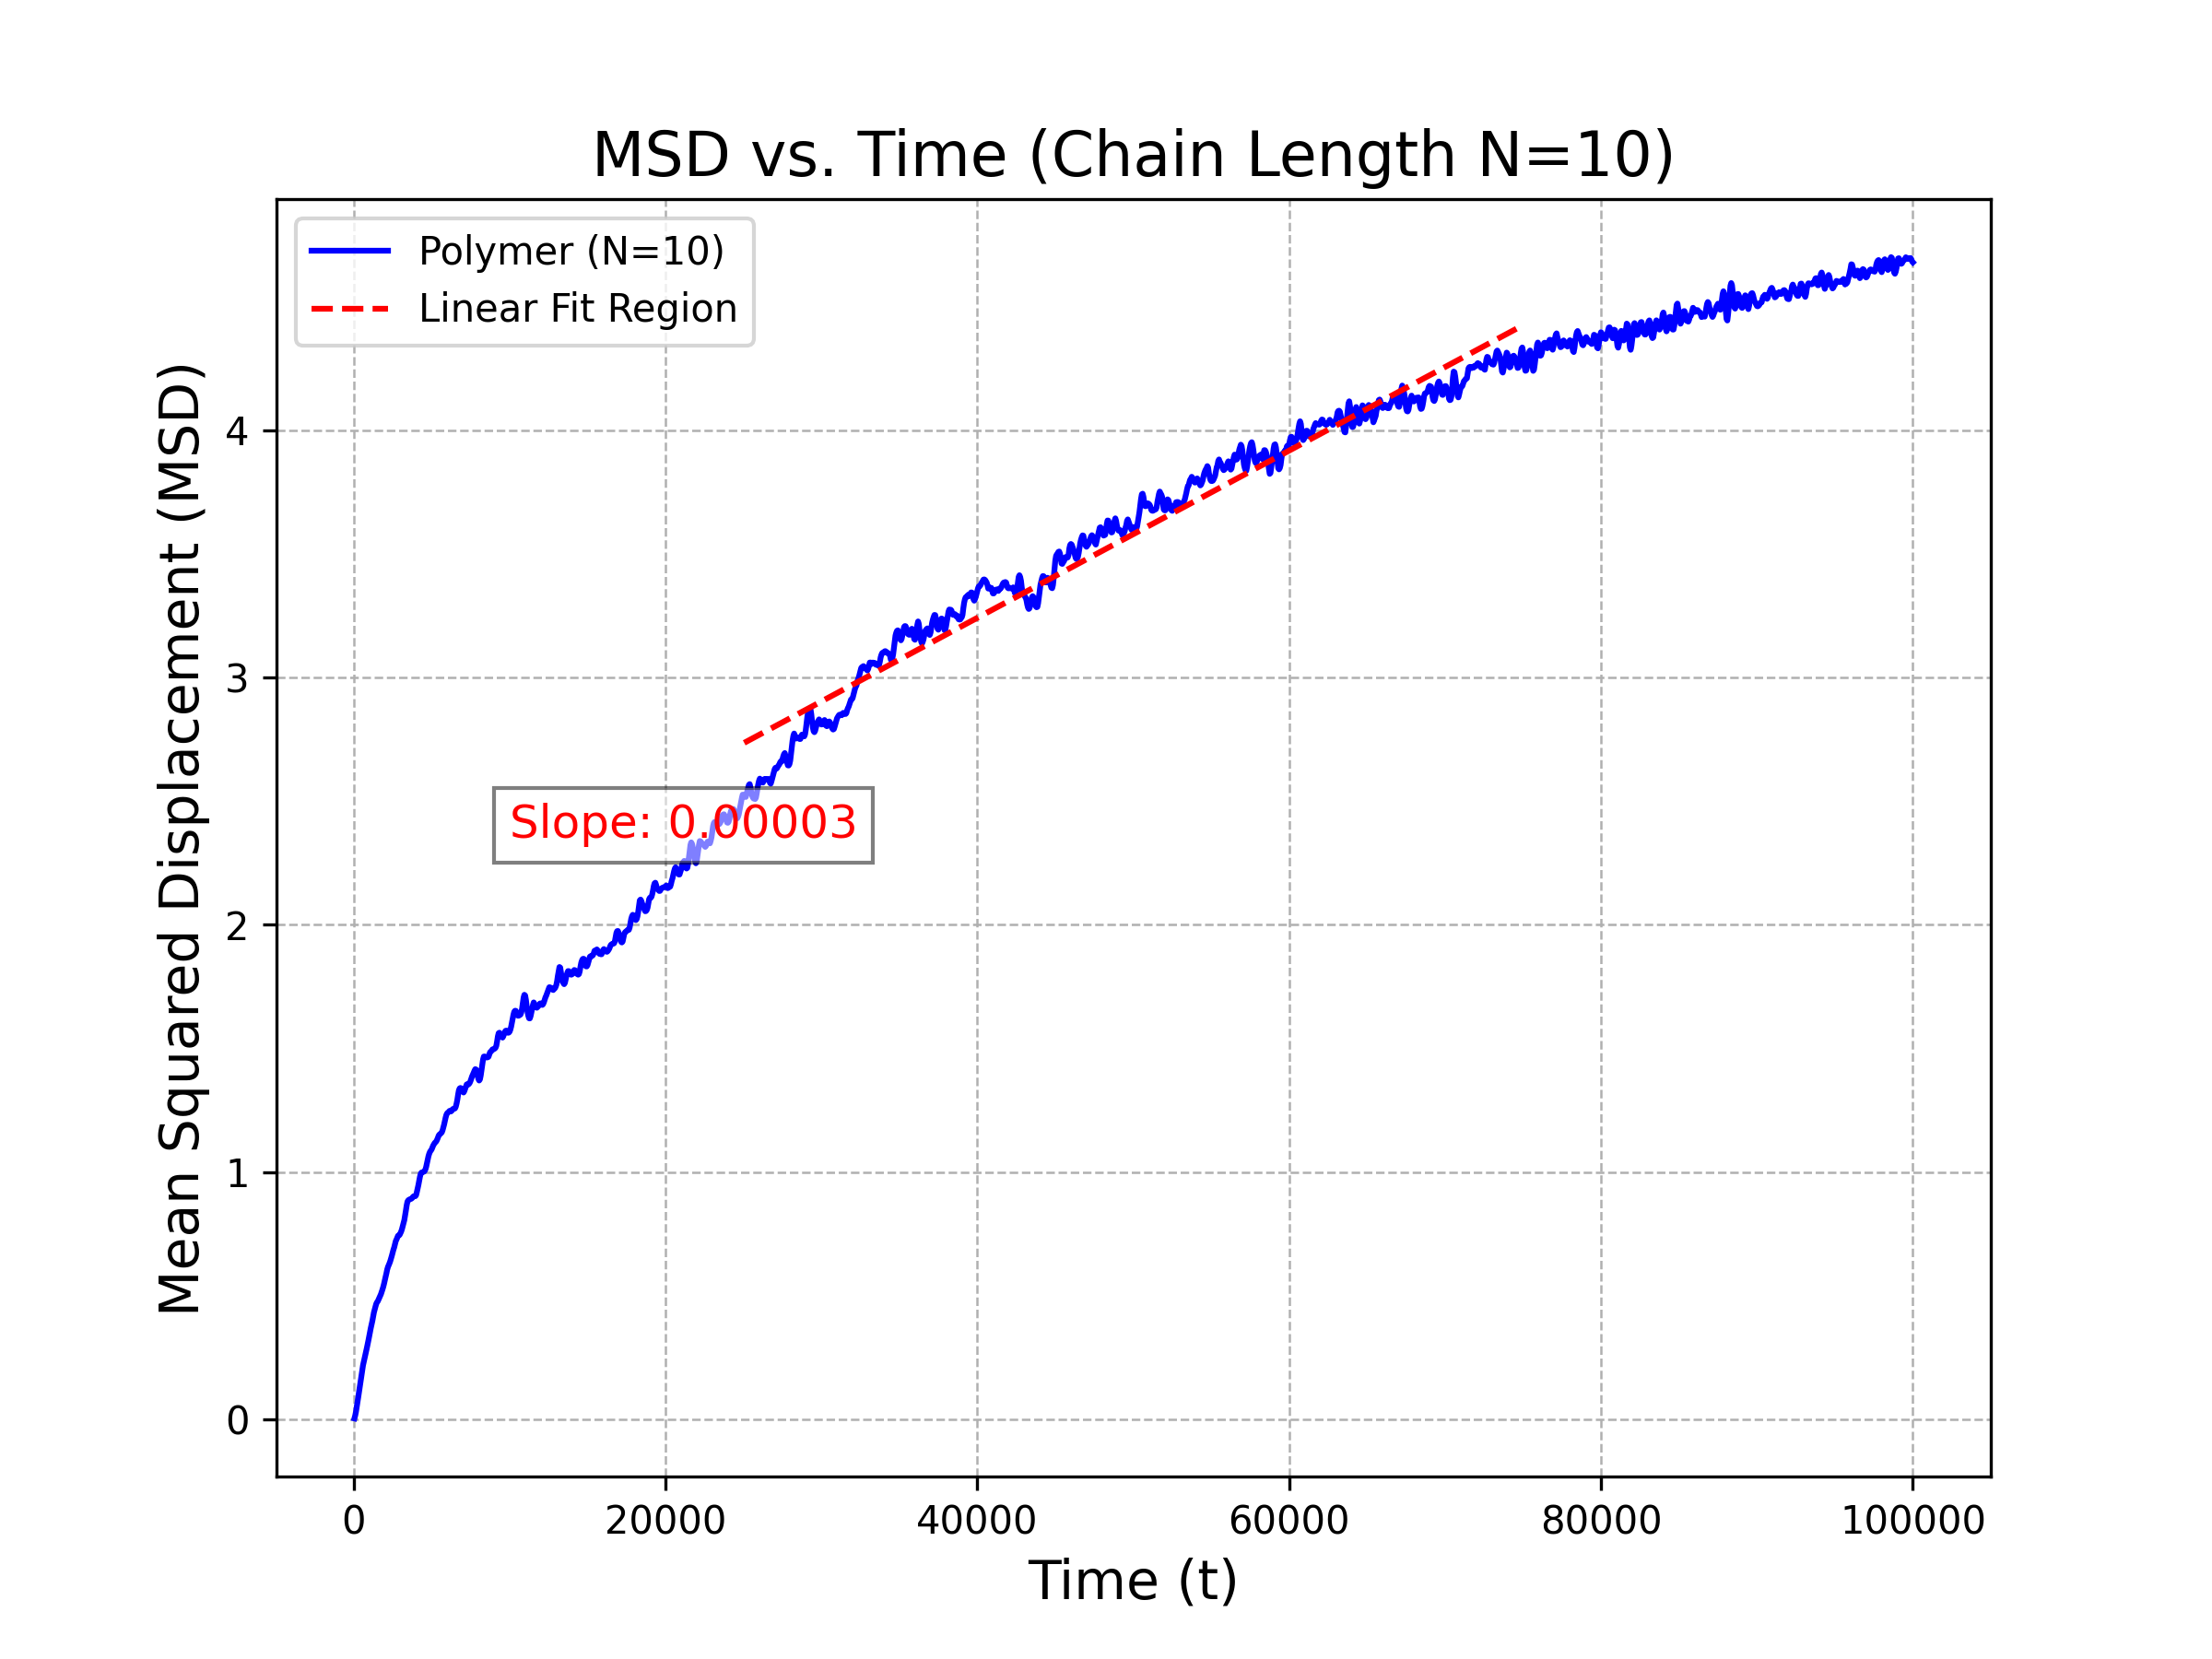 MSD vs. Time (Chain Length N=10)
Polymer (N=10)
Linear Fit Region
Mean Squared Displacement (MSD)
4
3
2
1
0
Slope: 0.00003
0 20000 40000 60000 80000 100000
Time (t)